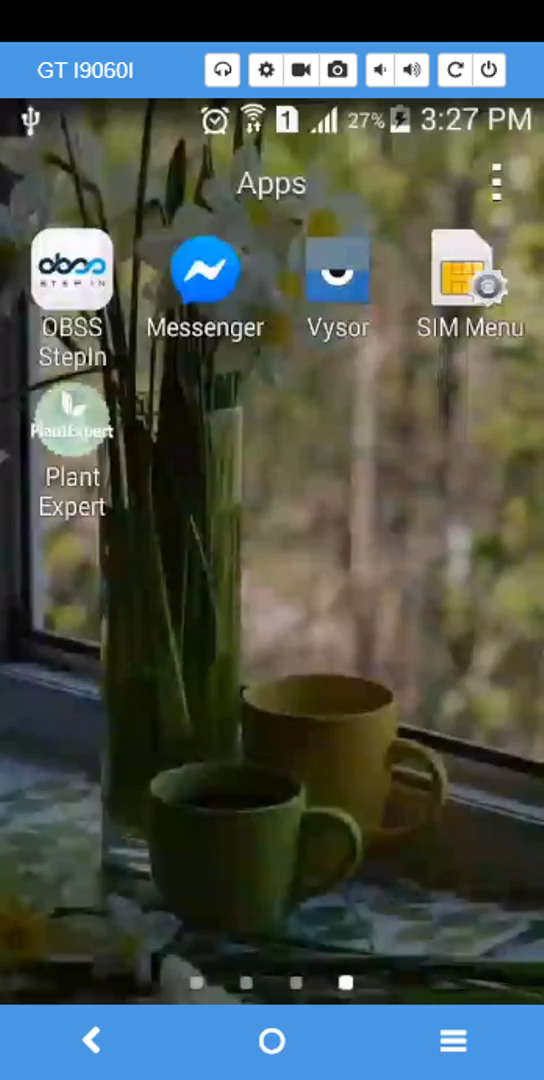 GT I9060I
1
27%
3:27 PM
Apps
obss
STEP IN
OBSS
StepIn
Messenger
Vysor
SIM Menu
PlantExpert
Plant
Expert